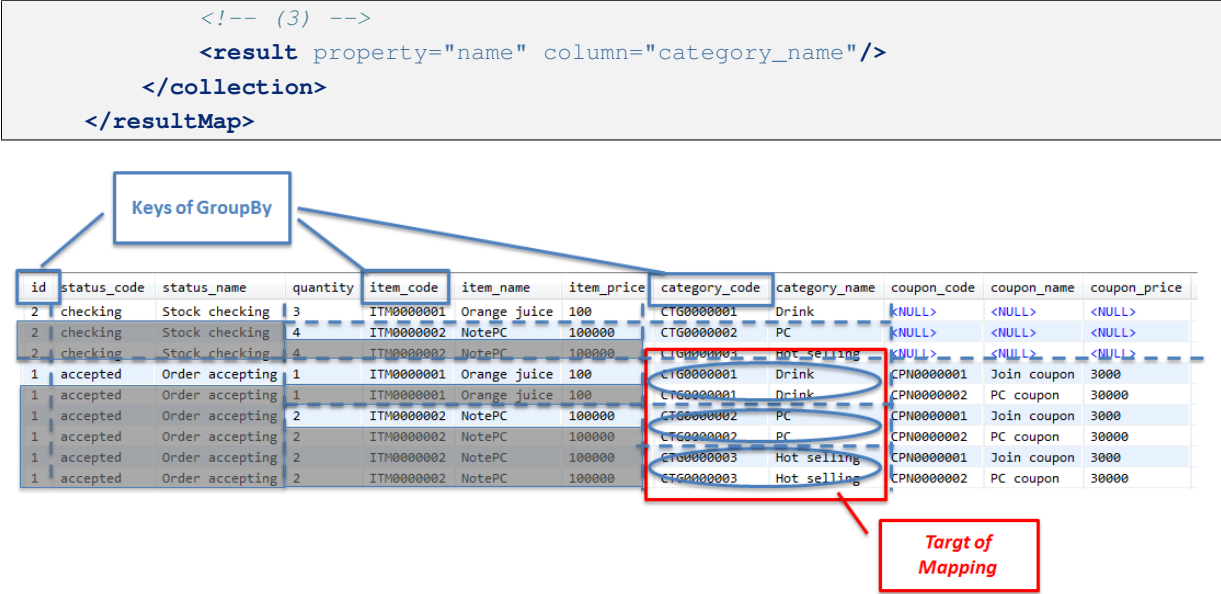 <!-- (3) -->
<result property="name" column="category_name"/>
</collection>
</resultMap>
Keys of GroupBy
id status_code status_name quantity item_code item_name item_price category_code category_name coupon_code coupon_name coupon_price
2 checking Stock checking 3 ITM0000001 Orange juice 100 CTG0000001 Drink <NULL> <NULL> <NULL>
2 checking Stock checking 4 ITM0000002 NotePC 100000 CTG0000002 PC <NULL> <NULL> <NULL>
2 checking Stock checking 4 ITM0000002 NotePC 100000 CTG0000003 Hot selling <NULL> <NULL> <NULL>
1 accepted Order accepting 1 ITM0000001 Orange juice 100 CTG0000001 Drink CPN0000001 Join coupon 3000
1 accepted Order accepting 1 ITM0000001 Orange juice 100 CTG0000001 Drink CPN0000002 PC coupon 30000
1 accepted Order accepting 2 ITM0000002 NotePC 100000 CTG0000002 PC CPN0000001 Join coupon 3000
1 accepted Order accepting 2 ITM0000002 NotePC 100000 CTG0000002 PC CPN0000002 PC coupon 30000
1 accepted Order accepting 2 ITM0000002 NotePC 100000 CTG0000003 Hot selling CPN0000001 Join coupon 3000
1 accepted Order accepting 2 ITM0000002 NotePC 100000 CTG0000003 Hot selling CPN0000002 PC coupon 30000
Targt of
Mapping